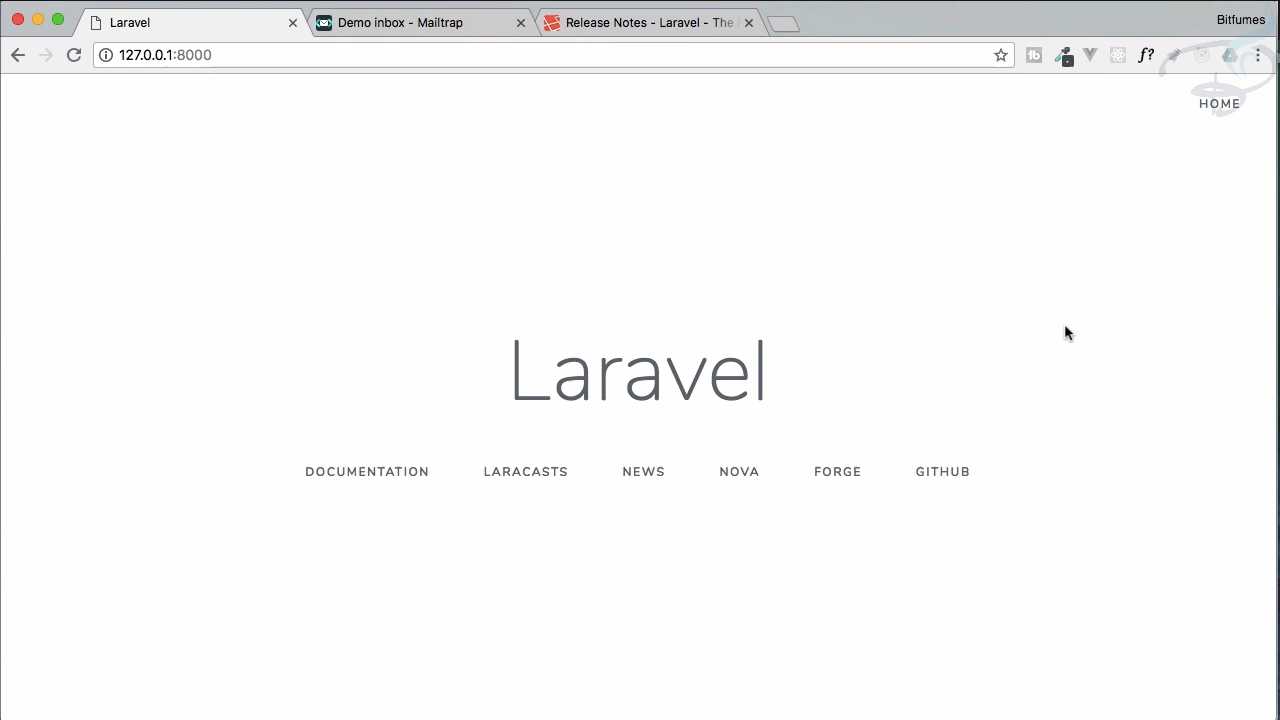 Laravel
Demo inbox - Mailtrap
Release Notes - Laravel - The
Bitfumes
127.0.0.1:8000
f?
HOME
Laravel
DOCUMENTATION LARACASTS NEWS NOVA FORGE GITHUB